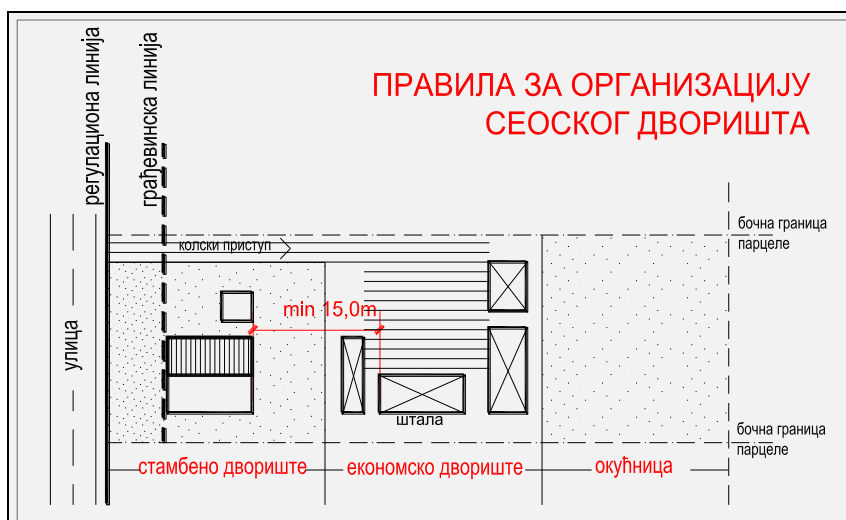 ПРАВИЛА ЗА ОРГАНИЗАЦИЈУ
СЕОСКОГ ДВОРИШТА
регулациона линија
грађевинска линија
улица
колски приступ
бочна граница
парцеле
min 15,0m
штала
бочна граница
парцеле
стамбено двориште
економско двориште
окућница